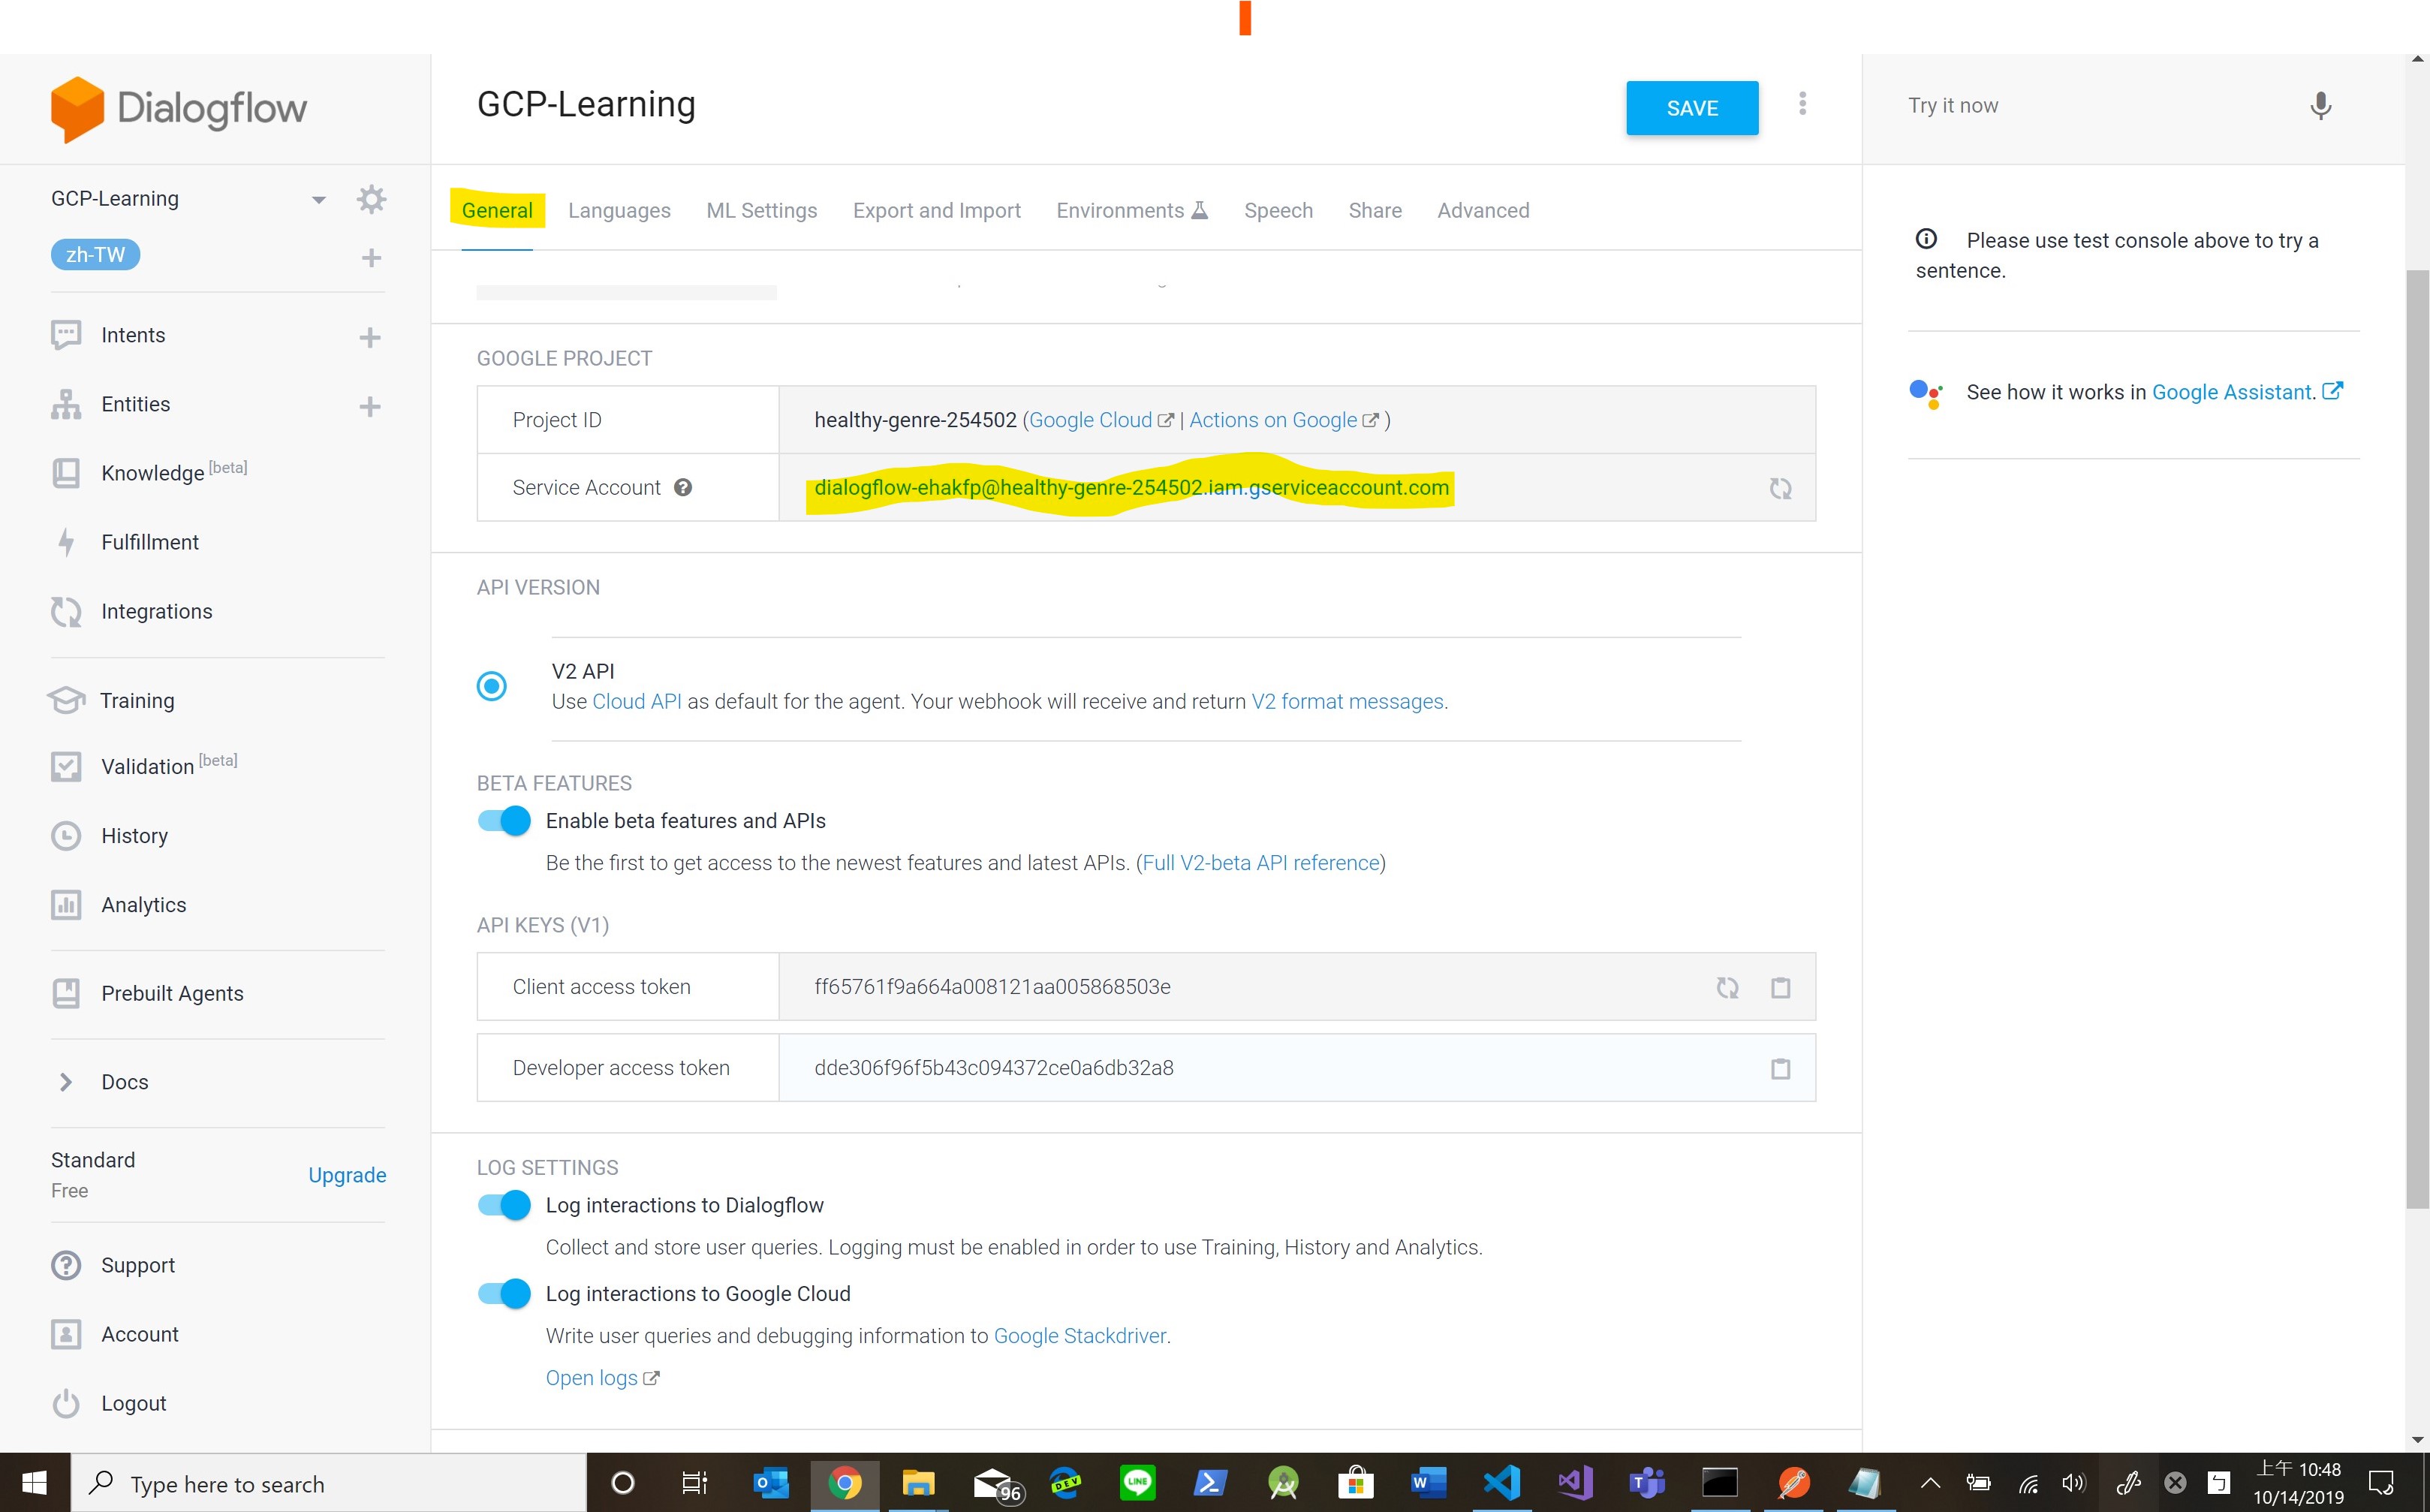 Dialogflow
GCP-Learning
SAVE
Try it now
GCP-Learning
zh-TW
General Languages ML Settings Export and Import Environments Speech Share Advanced
Please use test console above to try a
sentence.
Intents
Entities
Knowledge [beta]
Fulfillment
Integrations
Training
Validation [beta]
History
Analytics
Prebuilt Agents
Docs
Standard
Free
Upgrade
Support
Account
Logout
GOOGLE PROJECT
Project ID healthy-genre-254502 (Google Cloud | Actions on Google )
Service Account dialogflow-ehakfp@healthy-genre-254502.iam.gserviceaccount.com
API VERSION
V2 API
Use Cloud API as default for the agent. Your webhook will receive and return V2 format messages.
BETA FEATURES
Enable beta features and APIs
Be the first to get access to the newest features and latest APIs. (Full V2-beta API reference)
API KEYS (V1)
Client access token ff65761f9a664a008121aa005868503e
Developer access token dde306f96f5b43c094372ce0a6db32a8
LOG SETTINGS
Log interactions to Dialogflow
Collect and store user queries. Logging must be enabled in order to use Training, History and Analytics.
Log interactions to Google Cloud
Write user queries and debugging information to Google Stackdriver.
Open logs
See how it works in Google Assistant.
Type here to search
96
DEV
LINE
上午 10:48
10/14/2019